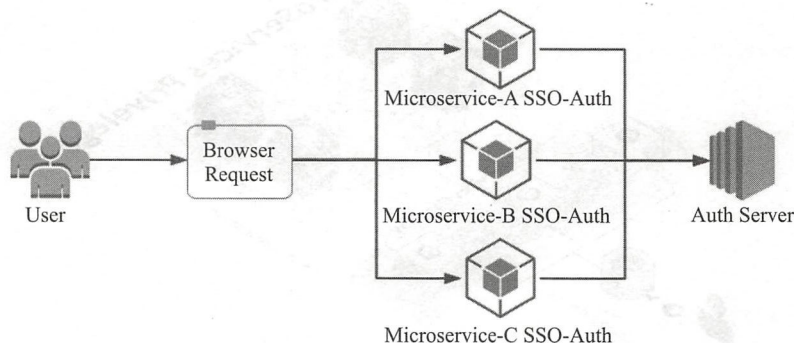 Microservice-A SSO-Auth
Browser
Request
User
Microservice-B SSO-Auth
Auth Server
Microservice-C SSO-Auth